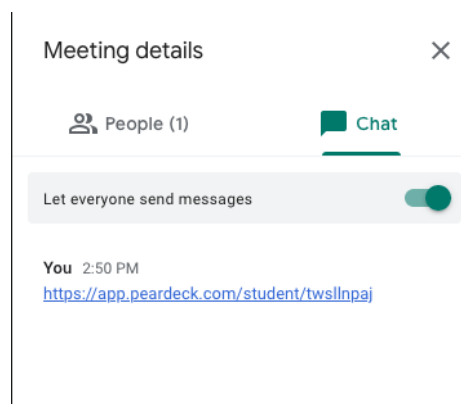 Meeting details
People (1)
Chat
Let everyone send messages
You 2:50 PM
https://app.peardeck.com/student/twsllnpaj